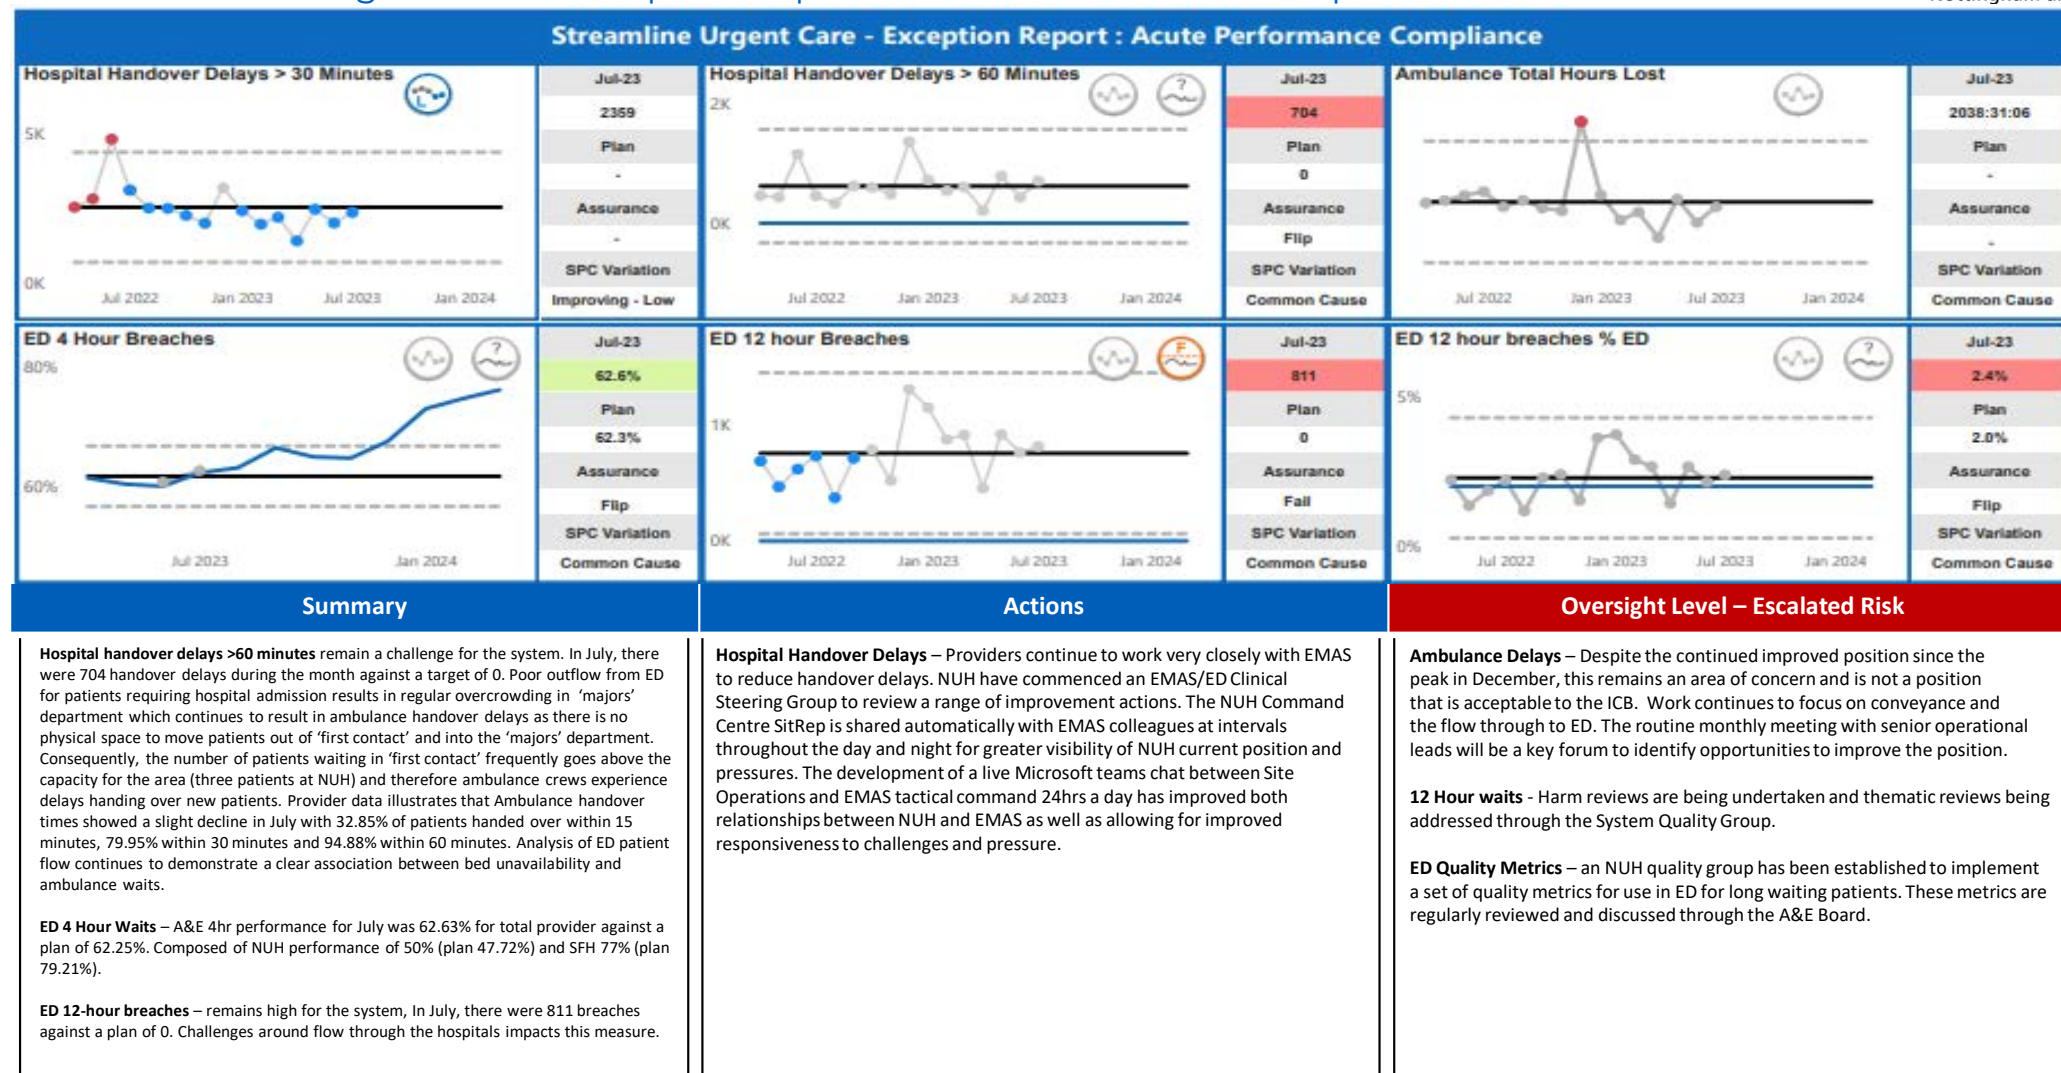 Streamline Urgent Care - Exception Report : Acute Performance Compliance
Hospital Handover Delays > 30 Minutes
5K
0K
Jul 2022 Jan 2023 Jul 2023 Jan 2024
Jul-23
2359
Plan
-
Assurance
-
SPC Variation
Improving - Low
Hospital Handover Delays > 60 Minutes
?
2K
0K
Jul 2022 Jan 2023 Jul 2023 Jan 2024
Jul-23
704
Plan
0
Assurance
Flip
SPC Variation
Common Cause
Ambulance Total Hours Lost
Jul 2022 Jan 2023 Jul 2023 Jan 2024
Jul-23
2038:31:06
Plan
-
Assurance
-
SPC Variation
Common Cause
ED 4 Hour Breaches
?
80%
60%
Jul 2023 Jan 2024
Jul-23
62.6%
Plan
62.3%
Assurance
Flip
SPC Variation
Common Cause
ED 12 hour Breaches
F
1K
0K
Jul 2022 Jan 2023 Jul 2023 Jan 2024
Jul-23
811
Plan
0
Assurance
Fail
SPC Variation
Common Cause
ED 12 hour breaches % ED
?
5%
0%
Jul 2022 Jan 2023 Jul 2023 Jan 2024
Jul-23
2.4%
Plan
2.0%
Assurance
Flip
SPC Variation
Common Cause
Summary
Hospital handover delays >60 minutes remain a challenge for the system. In July, there
were 704 handover delays during the month against a target of 0. Poor outflow from ED
for patients requiring hospital admission results in regular overcrowding in ‘majors’
department which continues to result in ambulance handover delays as there is no
physical space to move patients out of ‘first contact’ and into the ‘majors’ department.
Consequently, the number of patients waiting in ‘first contact’ frequently goes above the
capacity for the area (three patients at NUH) and therefore ambulance crews experience
delays handing over new patients. Provider data illustrates that Ambulance handover
times showed a slight decline in July with 32.85% of patients handed over within 15
minutes, 79.95% within 30 minutes and 94.88% within 60 minutes. Analysis of ED patient
flow continues to demonstrate a clear association between bed unavailability and
ambulance waits.
ED 4 Hour Waits – A&E 4hr performance for July was 62.63% for total provider against a
plan of 62.25%. Composed of NUH performance of 50% (plan 47.72%) and SFH 77% (plan
79.21%).
ED 12-hour breaches – remains high for the system, In July, there were 811 breaches
against a plan of 0. Challenges around flow through the hospitals impacts this measure.
Actions
Hospital Handover Delays – Providers continue to work very closely with EMAS
to reduce handover delays. NUH have commenced an EMAS/ED Clinical
Steering Group to review a range of improvement actions. The NUH Command
Centre SitRep is shared automatically with EMAS colleagues at intervals
throughout the day and night for greater visibility of NUH current position and
pressures. The development of a live Microsoft teams chat between Site
Operations and EMAS tactical command 24hrs a day has improved both
relationships between NUH and EMAS as well as allowing for improved
responsiveness to challenges and pressure.
Oversight Level – Escalated Risk
Ambulance Delays – Despite the continued improved position since the
peak in December, this remains an area of concern and is not a position
that is acceptable to the ICB. Work continues to focus on conveyance and
the flow through to ED. The routine monthly meeting with senior operational
leads will be a key forum to identify opportunities to improve the position.
12 Hour waits - Harm reviews are being undertaken and thematic reviews being
addressed through the System Quality Group.
ED Quality Metrics – an NUH quality group has been established to implement
a set of quality metrics for use in ED for long waiting patients. These metrics are
regularly reviewed and discussed through the A&E Board.